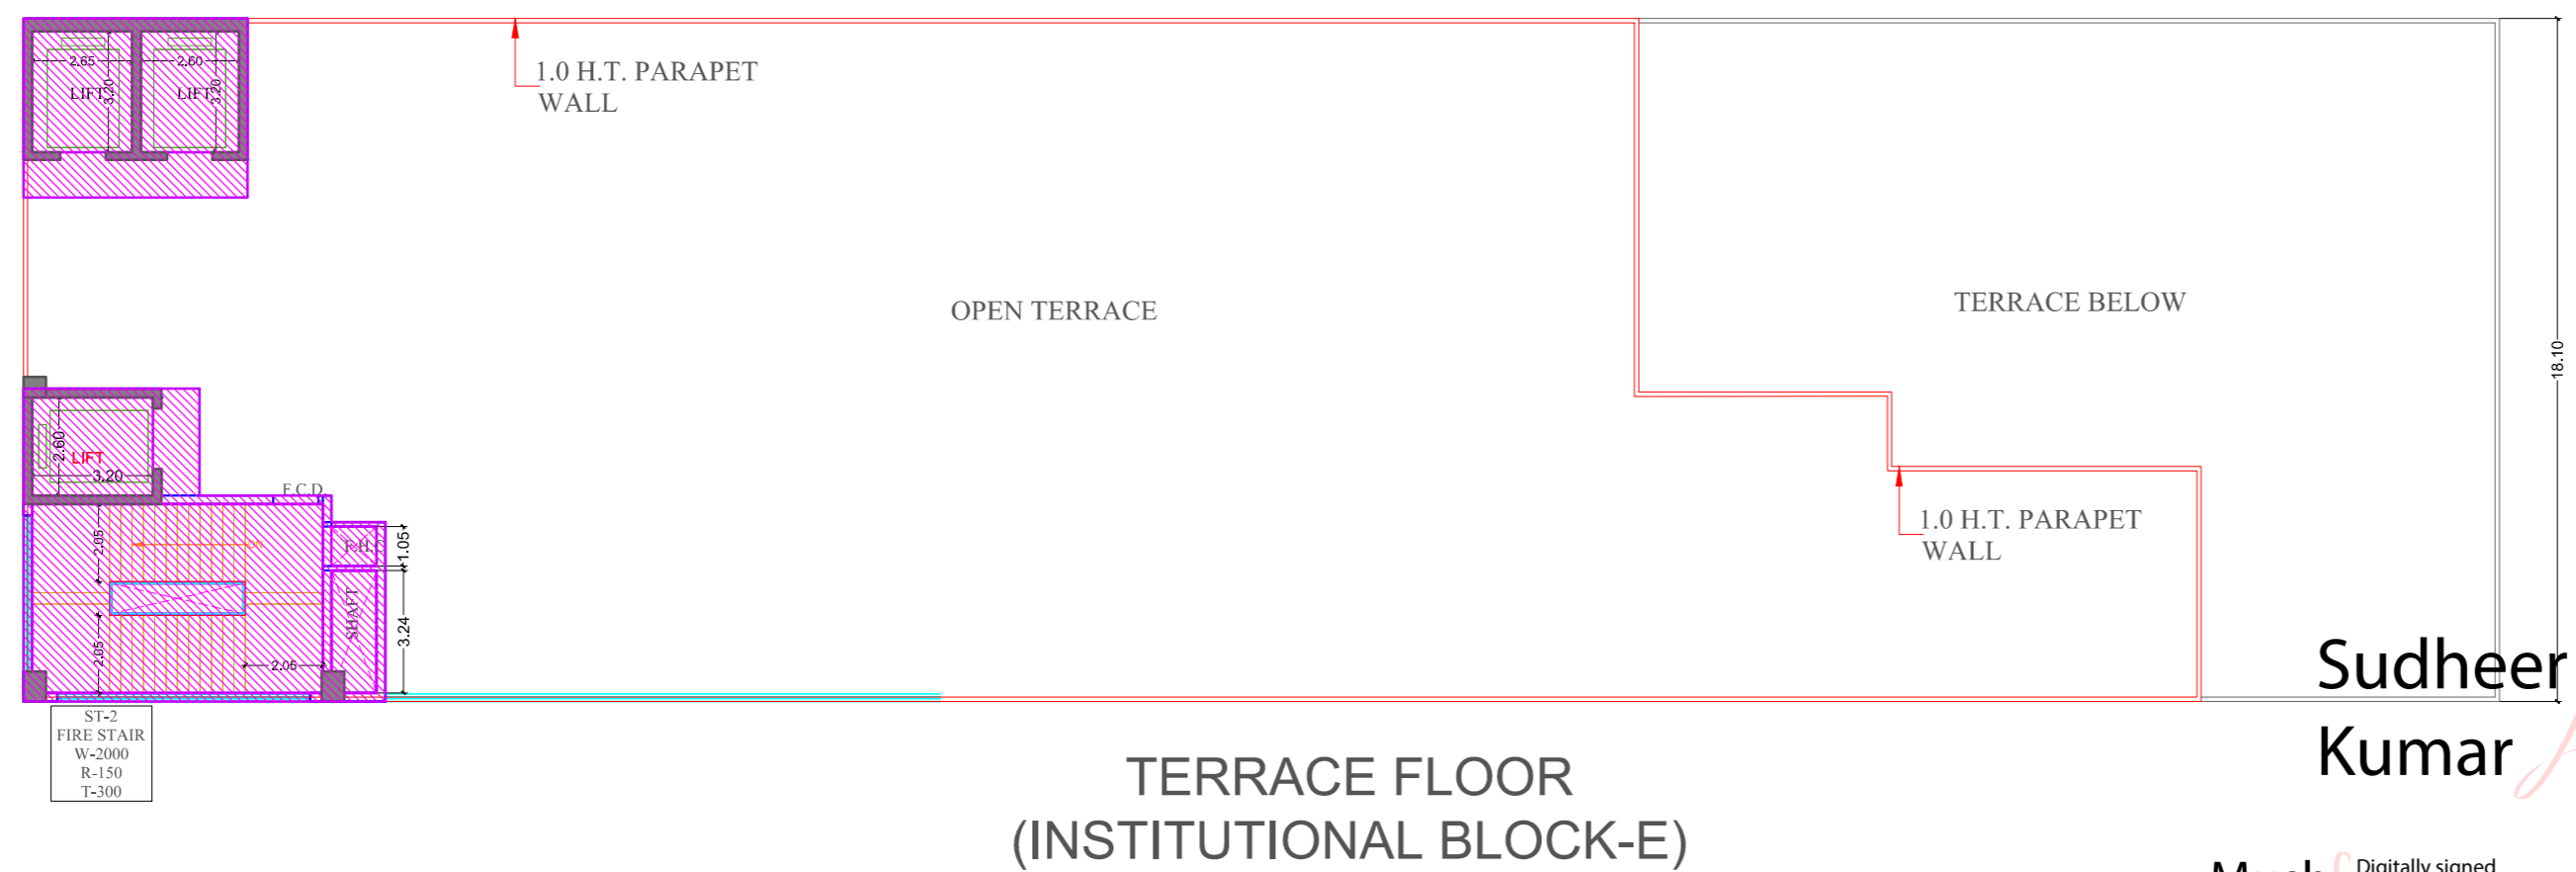 2.65
2.60
LIFT
3.20
LIFT
3.20
1.0 H.T. PARAPET
WALL
OPEN TERRACE
TERRACE BELOW
18.10
2.60
LIFT
3.20
F.C.D.
2.05
DN
1.05
SHAFT
3.24
2.05
2.05
1.0 H.T. PARAPET
WALL
ST-2
FIRE STAIR
W-2000
R-150
T-300
Sudheer
Kumar
TERRACE FLOOR
(INSTITUTIONAL BLOCK-E)
Digitally signed